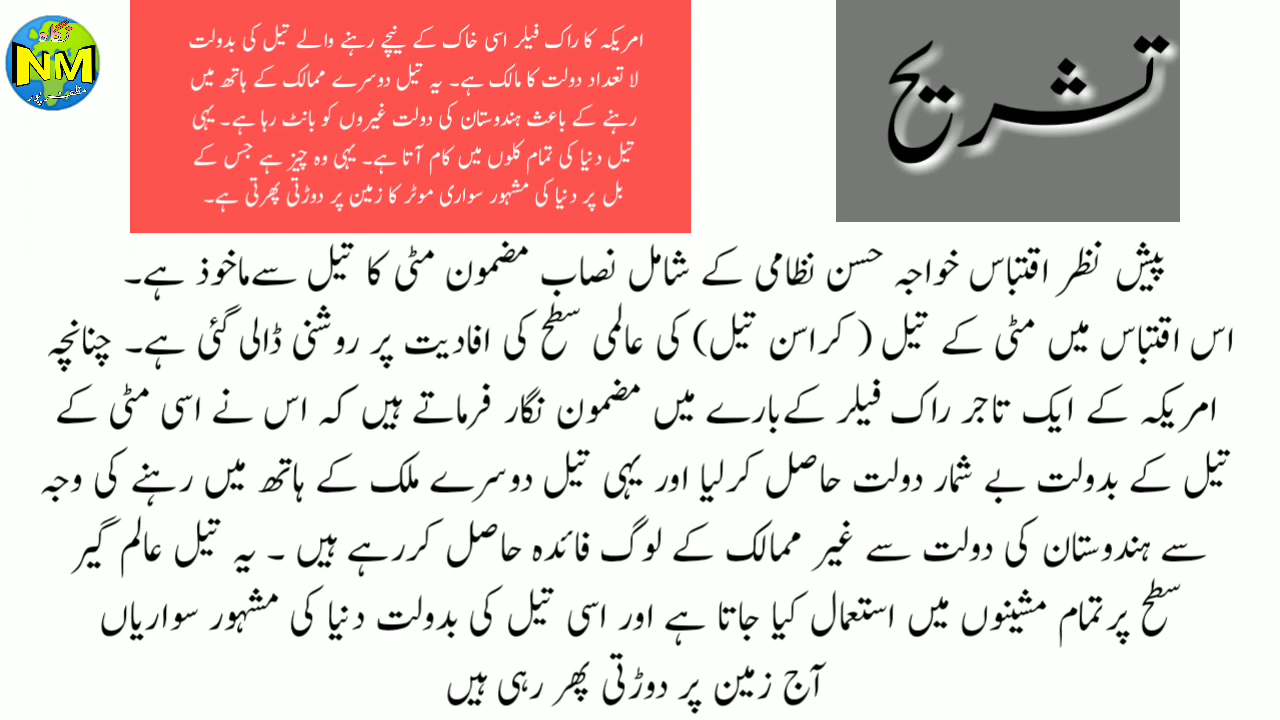 تشریح
امریکہ کا راک فیلر اسی خاک کے نیچے رہنے والے تیل کی بدولت
لا تعداد دولت کا مالک ہے۔ یہ تیل دوسرے ممالک کے ہاتھ میں
رہنے کے باعث ہندوستان کی دولت غیروں کو بانٹ رہا ہے۔ یہی
تیل دنیا کی تمام کلوں میں کام آتا ہے۔ یہی وہ چیز ہے جس کے
بل پر دنیا کی مشہور سواری موٹر کا زمین پر دوڑتی پھرتی ہے۔
نگاہ
NM
پیش نظر اقتباس خواجہ حسن نظامی کے شامل نصاب مضمون مٹی کا تیل سے ماخوذ ہے۔
اس اقتباس میں مٹی کے تیل ( کراسن تیل) کی عالمی سطح کی افادیت پر روشنی ڈالی گئی ہے۔ چنانچہ
امریکہ کے ایک تاجر راک فیلر کے بارے میں مضمون نگار فرماتے ہیں کہ اس نے اسی مٹی کے
تیل کے بدولت بے شمار دولت حاصل کرلیا اور یہی تیل دوسرے ملک کے ہاتھ میں رہنے کی وجہ
سے ہندوستان کی دولت سے غیر ممالک کے لوگ فائدہ حاصل کررہے ہیں ۔ یہ تیل عالم گیر
سطح پر تمام مشینوں میں استعمال کیا جاتا ہے اور اسی تیل کی بدولت دنیا کی مشہور سواریاں
آج زمین پر دوڑتی پھر رہی ہیں